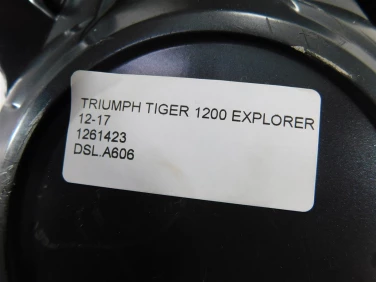 TRIUMPH TIGER 1200 EXPLORER
12-17
1261423
DSL.A606